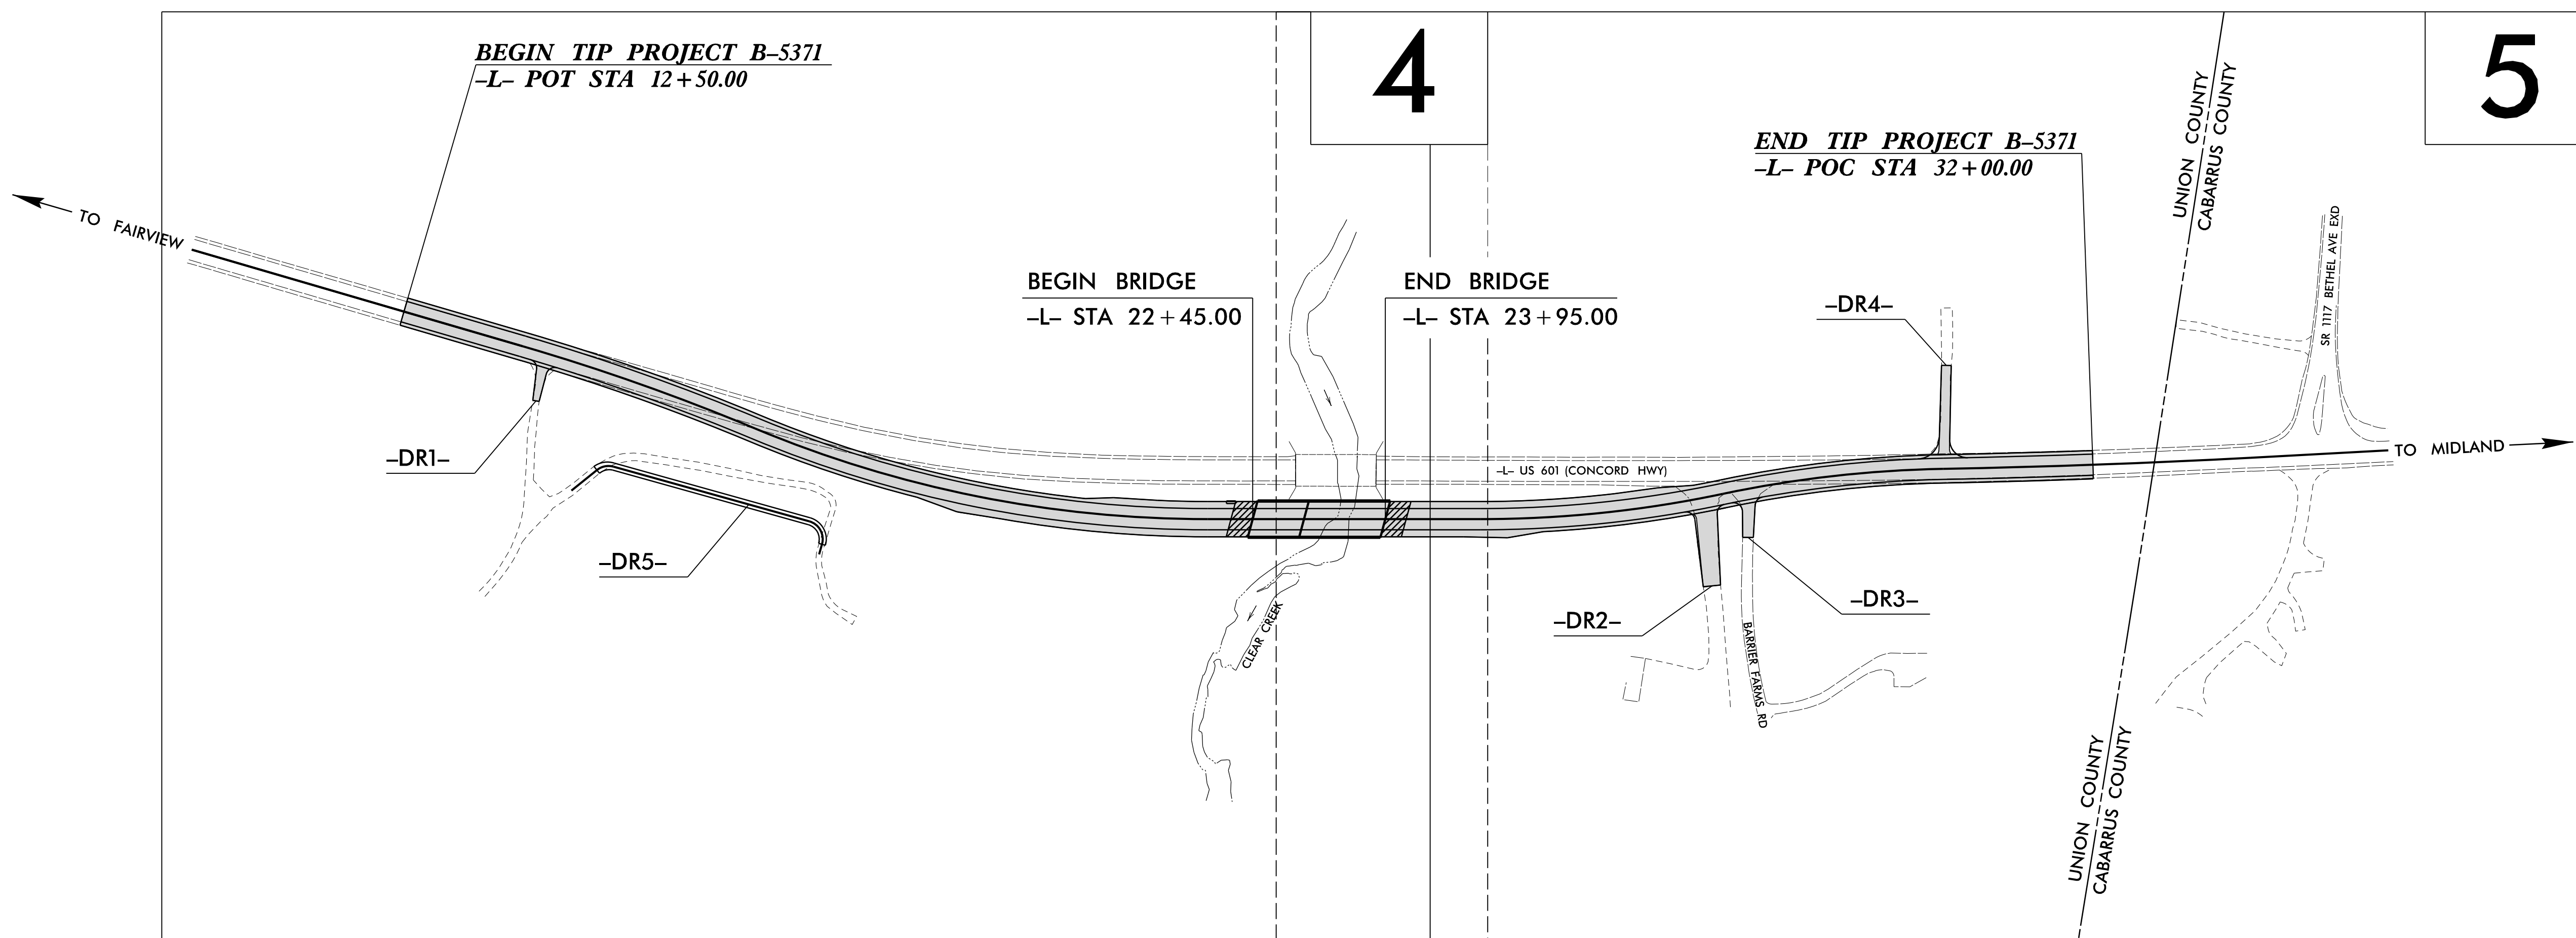 BEGIN TIP PROJECT B–5371
–L– POT STA 12+50.00
4
5
END TIP PROJECT B–5371
–L– POC STA 32+00.00
UNION COUNTY
CABARRUS COUNTY
TO FAIRVIEW
SR 1117 BETHEL AVE EXD
BEGIN BRIDGE
–L– STA 22+45.00
END BRIDGE
–L– STA 23+95.00
–DR4–
–DR1–
–L– US 601 (CONCORD HWY)
TO MIDLAND
–DR5–
–DR3–
–DR2–
CLEAR CREEK
BARRIER FARMS RD
UNION COUNTY
CABARRUS COUNTY